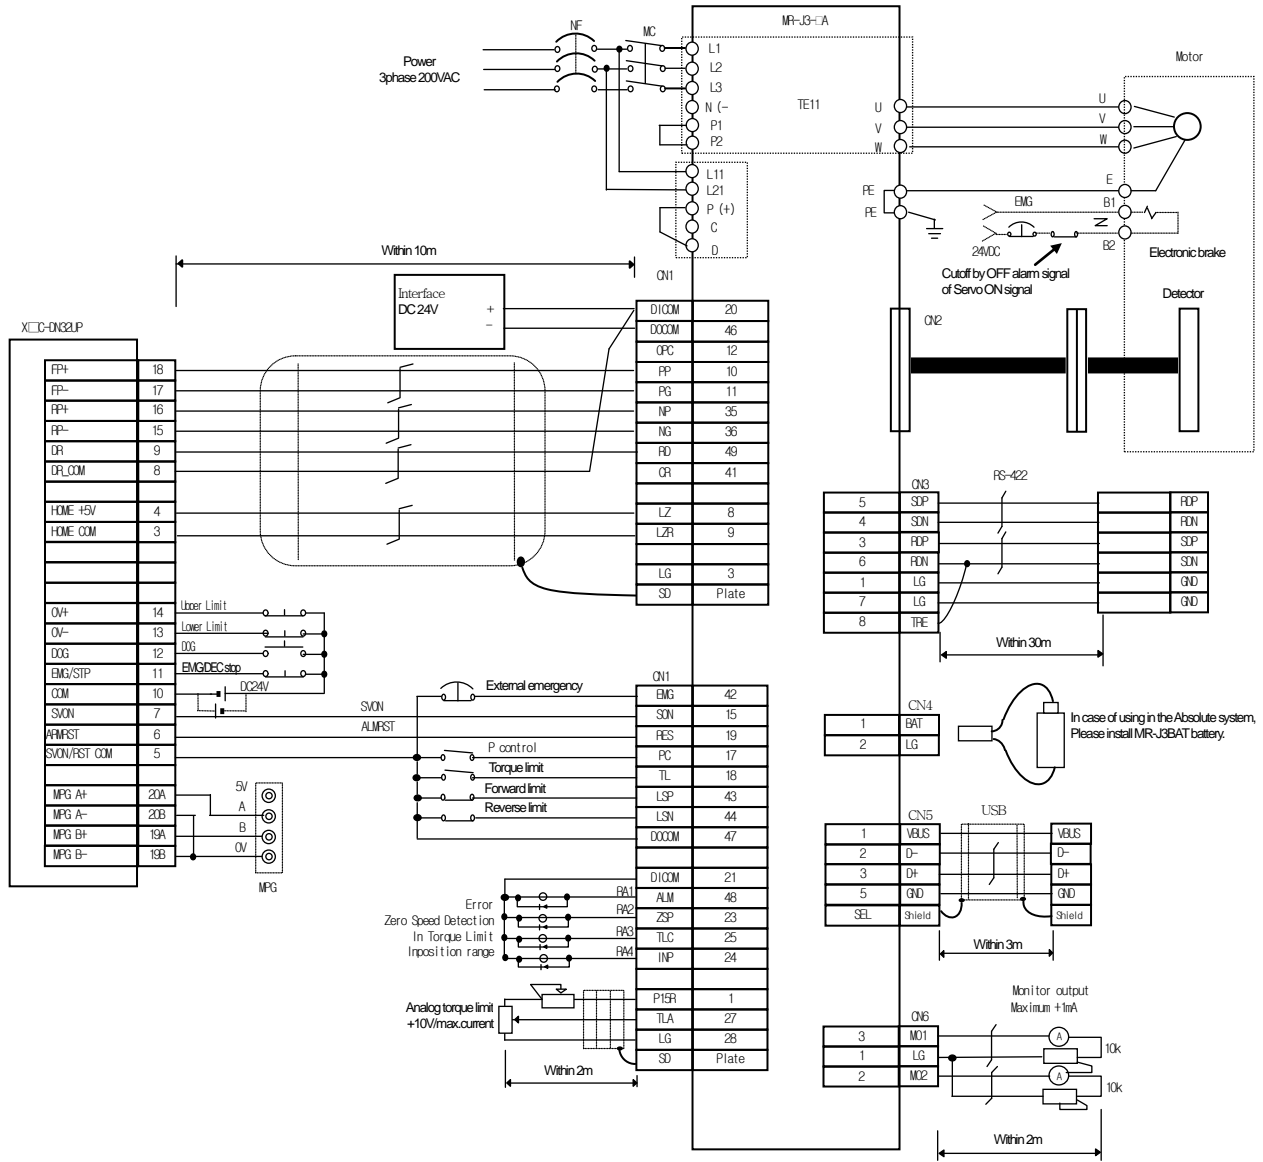 NF
MC
MR-J3-□A
Power
3phase 200VAC
L1
L2
L3
N (-
P1
P2
TE11
U
V
W
Motor
U
V
W
L11
L21
P (+)
C
D
PE
PE
E
EMG
B1
24VDC
B2
Electronic brake
Cutoff by OFF alarm signal
of Servo ON signal
Detector
Within 10m
CN1
Interface
DC 24V
+
-
CN2
X□C-DN32UP
DICOM 20
DOCOM 46
OPC 12
PP 10
PG 11
NP 35
NG 36
RD 49
CR 41
LZ 8
LZR 9
LG 3
SD Plate
FP+ 18
FP- 17
RP+ 16
RP- 15
DR 9
DR_COM 8
HOME +5V 4
HOME COM 3
OV+ 14
OV- 13
DOG 12
EMG/STP 11
COM 10
SVON 7
ARMRST 6
SVON/RST COM 5
MPG A+ 20A
MPG A- 20B
MPG B+ 19A
MPG B- 19B
Upper Limit
Lower Limit
DOG
EMG/DEC stop
DC24V
SVON
ALMRST
5V
A
B
0V
MPG
CN3
RS-422
5 SDP RDP
4 SDN RDN
3 RDP SDP
6 RDN SDN
1 LG GND
7 LG GND
8 TRE
Within 30m
CN1
External emergency
P control
Torque limit
Forward limit
Reverse limit
EMG 42
SON 15
RES 19
PC 17
TL 18
LSP 43
LSN 44
DOCOM 47
DICOM 21
ALM 48
ZSP 23
TLC 25
INP 24
P15R 1
TLA 27
LG 28
SD Plate
Error
Zero Speed Detection
In Torque Limit
Inposition range
RA1
RA2
RA3
RA4
Analog torque limit
+10V/max.current
Within 2m
CN4
1 BAT
2 LG
In case of using in the Absolute system,
Please install MR-J3BAT battery.
CN5
USB
1 VBUS VBUS
2 D- D-
3 D+ D+
5 GND GND
SEL Shield Shield
Within 3m
Monitor output
Maximum +1mA
CN6
3 MO1
1 LG
2 MO2
A
10k
A
10k
Within 2m